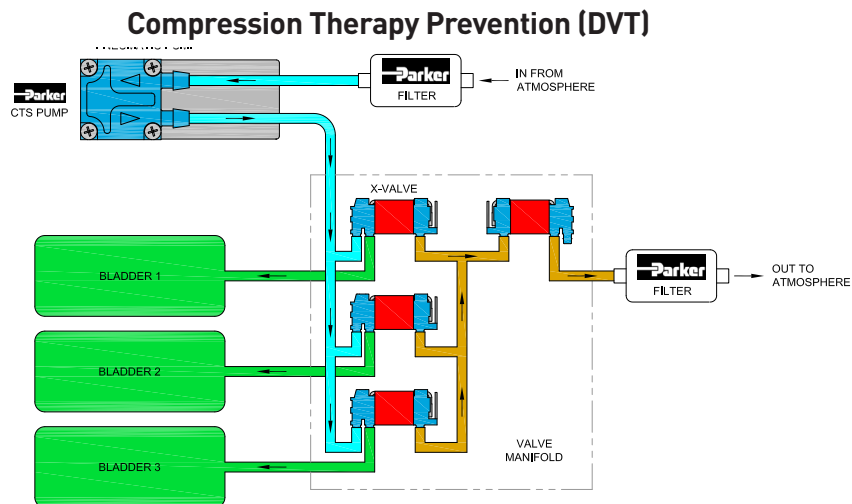 Compression Therapy Prevention (DVT)
Parker
FILTER
IN FROM
ATMOSPHERE
Parker
CTS PUMP
X-VALVE
BLADDER 1
BLADDER 2
BLADDER 3
Parker
FILTER
OUT TO
ATMOSPHERE
VALVE
MANIFOLD